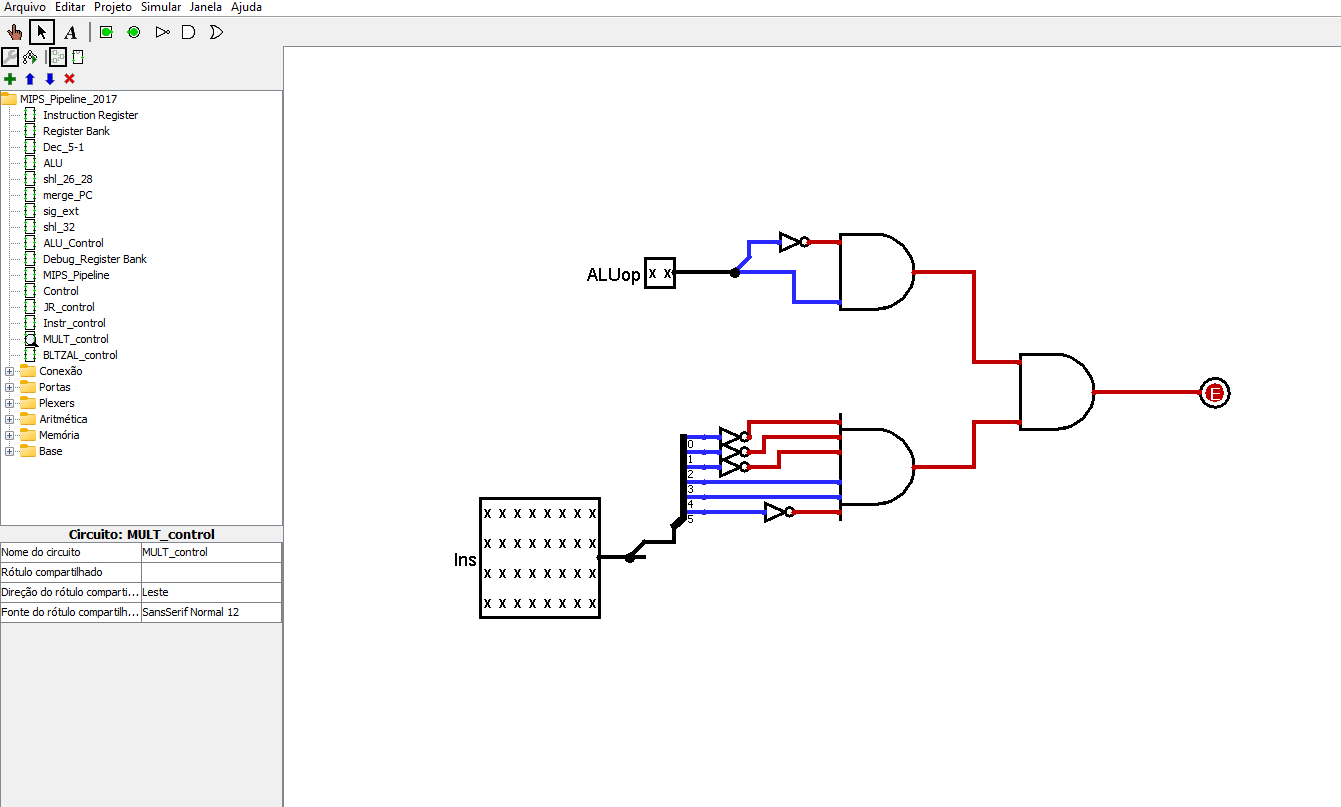 Arquivo Editar Projeto Simular Janela Ajuda
A
MIPS_Pipeline_2017
Instruction Register
Register Bank
Dec_5-1
ALU
shl_26_28
merge_PC
sig_ext
shl_32
ALU_Control
Debug_Register Bank
MIPS_Pipeline
Control
JR_control
Instr_control
MULT_control
BLTZAL_control
Conexão
Portas
Plexers
Aritmética
Memória
Base
Circuito: MULT_control
Nome do circuito MULT_control
Rótulo compartilhado
Direção do rótulo comparti... Leste
Fonte do rótulo compartilh... SansSerif Normal 12
ALUop x x
E
0
1
2
3
4
5
Ins
x x x x x x x x
x x x x x x x x
x x x x x x x x
x x x x x x x x